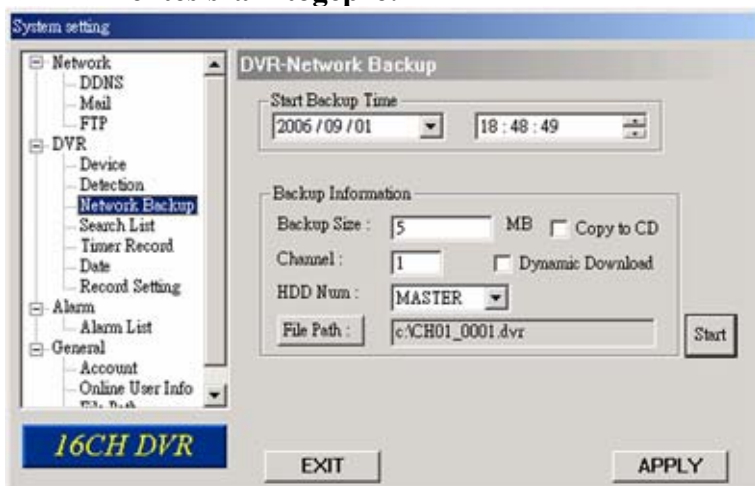 System setting
Network
DDNS
Mail
FTP
DVR
Device
Detection
Network Backup
Search List
Timer Record
Date
Record Setting
Alarm
Alarm List
General
Account
Online User Info
File Path
16CH DVR
DVR-Network Backup
Start Backup Time
2006 / 09 / 01 18 : 48 : 49
Backup Information
Backup Size : 5 MB Copy to CD
Channel : 1 Dynamic Download
HDD Num : MASTER
File Path : c:\CH01_0001.dvr
Start
EXIT APPLY